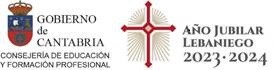 GOBIERNO
de
CANTABRIA
CONSEJERÍA DE EDUCACIÓN
Y FORMACIÓN PROFESIONAL
AÑO JUBILAR
LEBANIEGO
2023-2024